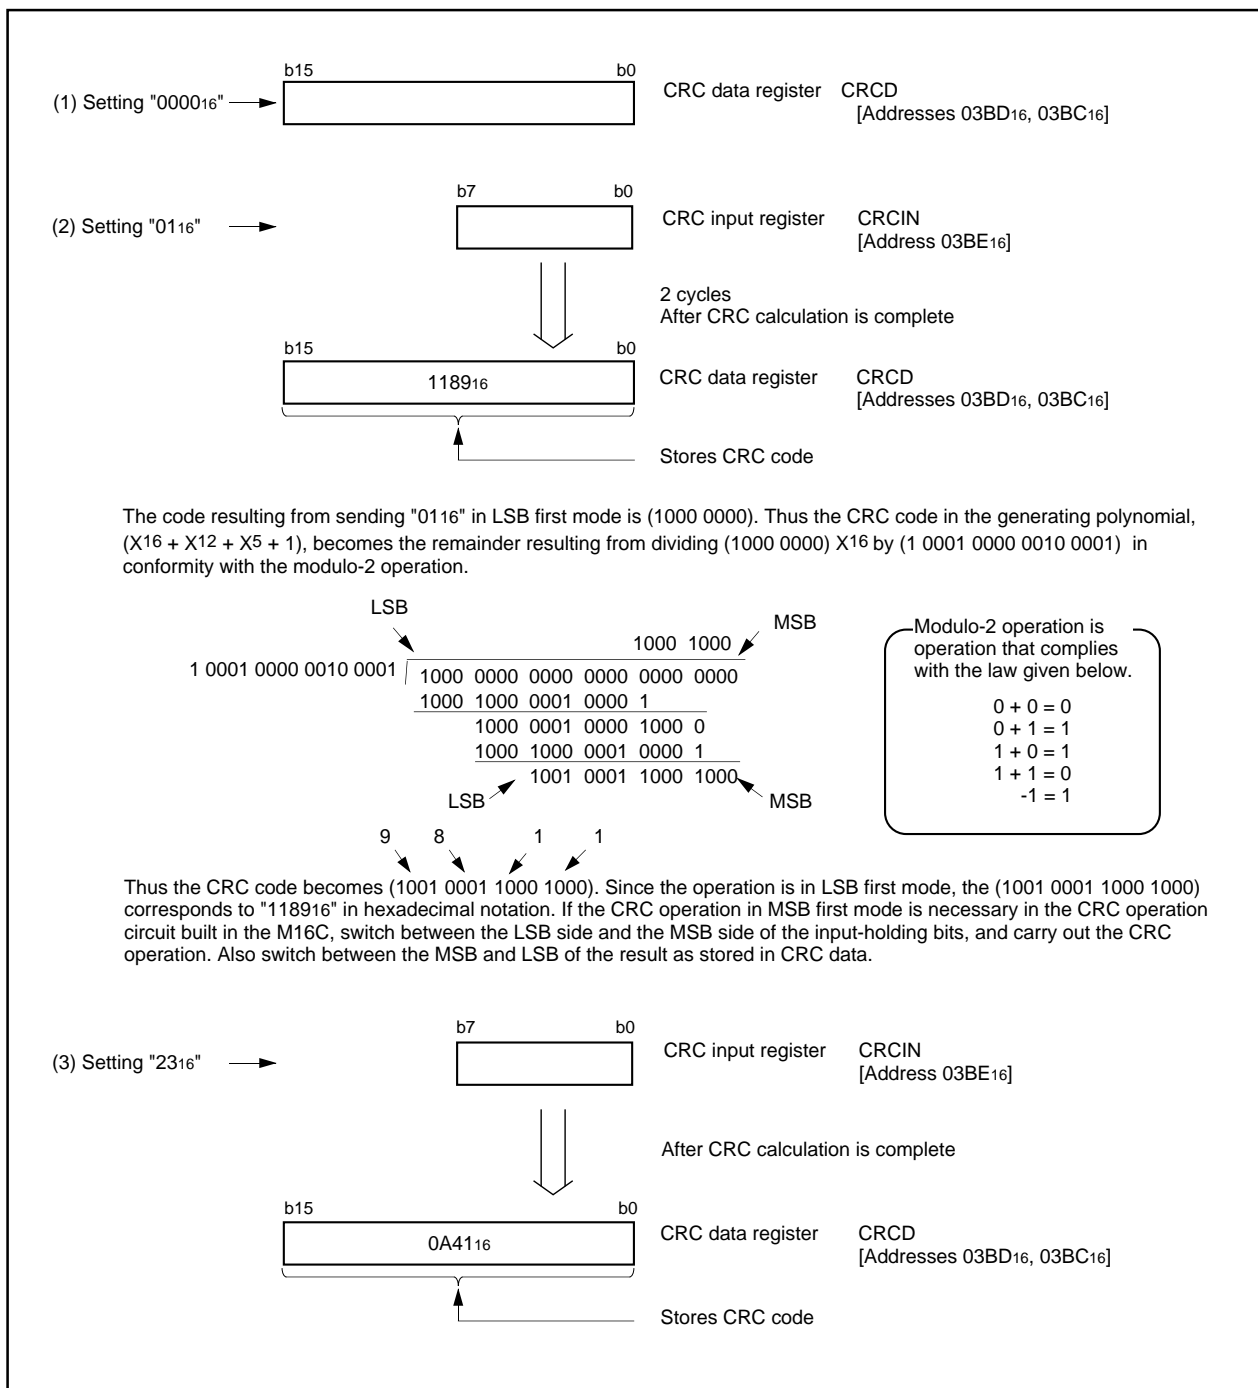 b15 b0
(1) Setting "0000₁₆" CRC data register CRCD
[Addresses 03BD₁₆, 03BC₁₆]
b7 b0
(2) Setting "01₁₆" CRC input register CRCIN
[Address 03BE₁₆]
2 cycles
After CRC calculation is complete
b15 b0
1189₁₆ CRC data register CRCD
[Addresses 03BD₁₆, 03BC₁₆]
Stores CRC code
The code resulting from sending "01₁₆" in LSB first mode is (1000 0000). Thus the CRC code in the generating polynomial,
(X¹⁶ + X¹² + X⁵ + 1), becomes the remainder resulting from dividing (1000 0000) X¹⁶ by (1 0001 0000 0010 0001) in
conformity with the modulo-2 operation.
LSB MSB
1000 1000
1 0001 0000 0010 0001 1000 0000 0000 0000 0000 0000
1000 1000 0001 0000 1
1000 0001 0000 1000 0
1000 1000 0001 0000 1
1001 0001 1000 1000
LSB MSB
Modulo-2 operation is
operation that complies
with the law given below.
0 + 0 = 0
0 + 1 = 1
1 + 0 = 1
1 + 1 = 0
-1 = 1
9 8 1 1
Thus the CRC code becomes (1001 0001 1000 1000). Since the operation is in LSB first mode, the (1001 0001 1000 1000)
corresponds to "1189₁₆" in hexadecimal notation. If the CRC operation in MSB first mode is necessary in the CRC operation
circuit built in the M16C, switch between the LSB side and the MSB side of the input-holding bits, and carry out the CRC
operation. Also switch between the MSB and LSB of the result as stored in CRC data.
b7 b0
(3) Setting "23₁₆" CRC input register CRCIN
[Address 03BE₁₆]
After CRC calculation is complete
b15 b0
0A41₁₆ CRC data register CRCD
[Addresses 03BD₁₆, 03BC₁₆]
Stores CRC code